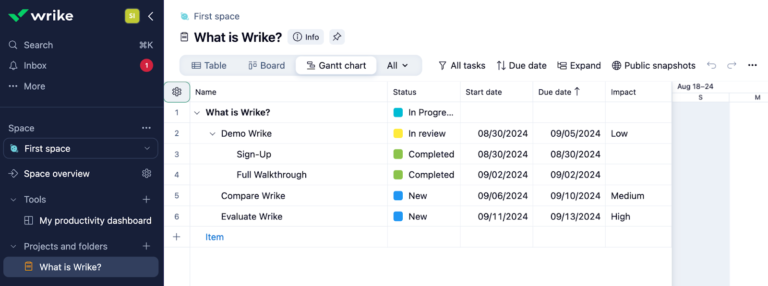 wrike
SI
Search ⌘K
Inbox 1
More
Space
First space
Space overview
Tools
My productivity dashboard
Projects and folders
What is Wrike?
First space
What is Wrike? Info
Table Board Gantt chart All All tasks Due date Expand Public snapshots
Name Status Start date Due date Impact
Aug 18–24
S M
1 What is Wrike? In Progre...
2 Demo Wrike In review 08/30/2024 09/05/2024 Low
3 Sign-Up Completed 08/30/2024 08/30/2024
4 Full Walkthrough Completed 09/02/2024 09/02/2024
5 Compare Wrike New 09/06/2024 09/10/2024 Medium
6 Evaluate Wrike New 09/11/2024 09/13/2024 High
Item